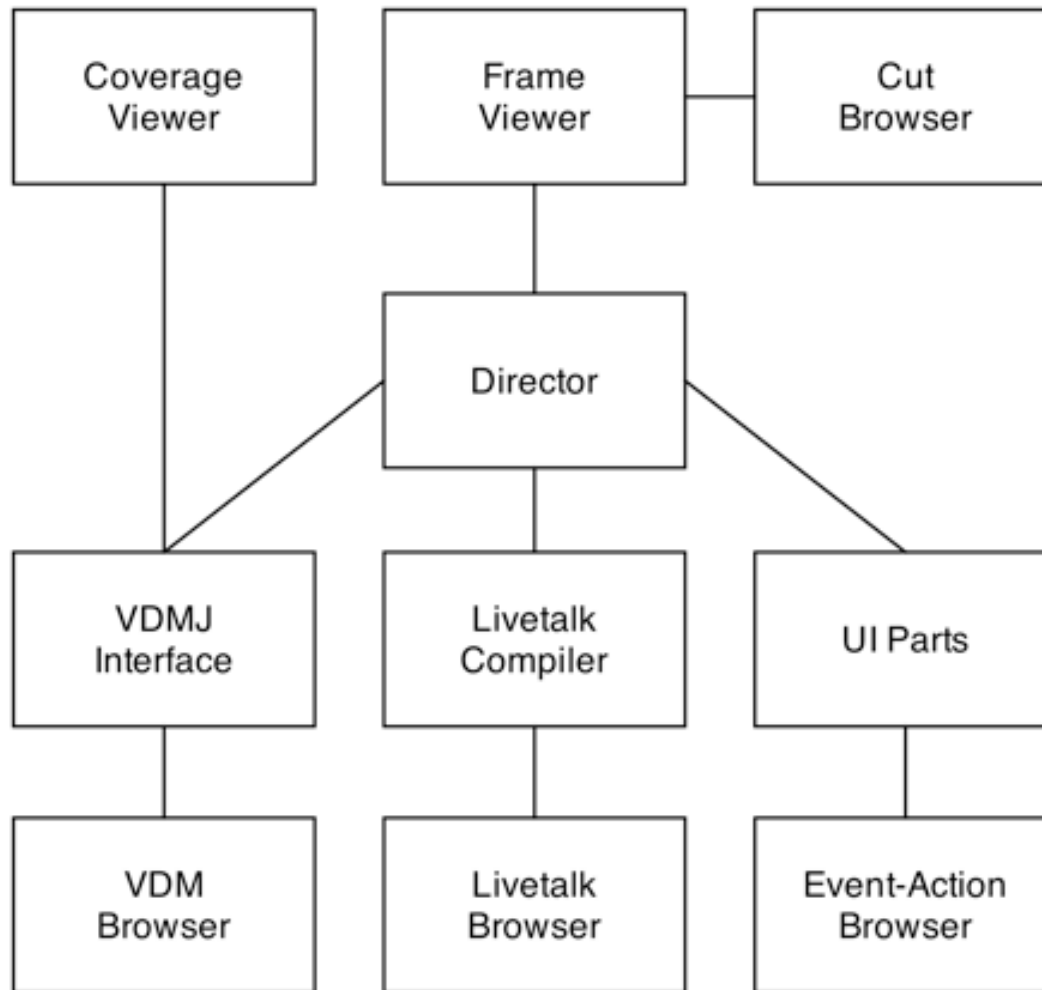 Coverage
Viewer
Frame
Viewer
Cut
Browser
Director
VDMJ
Interface
Livetalk
Compiler
UI Parts
VDM
Browser
Livetalk
Browser
Event-Action
Browser